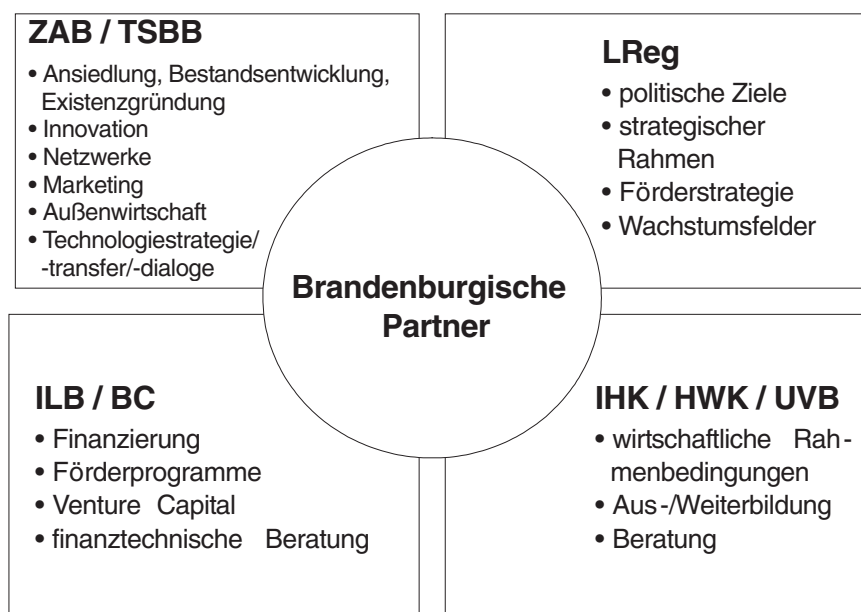 ZAB / TSBB
• Ansiedlung, Bestandsentwicklung,
Existenzgründung
• Innovation
• Netzwerke
• Marketing
• Außenwirtschaft
• Technologiestrategie/
-transfer/-dialoge
LReg
• politische Ziele
• strategischer
Rahmen
• Förderstrategie
• Wachstumsfelder
Brandenburgische
Partner
ILB / BC
• Finanzierung
• Förderprogramme
• Venture Capital
• finanztechnische Beratung
IHK / HWK / UVB
• wirtschaftliche Rah-
menbedingungen
• Aus-/Weiterbildung
• Beratung